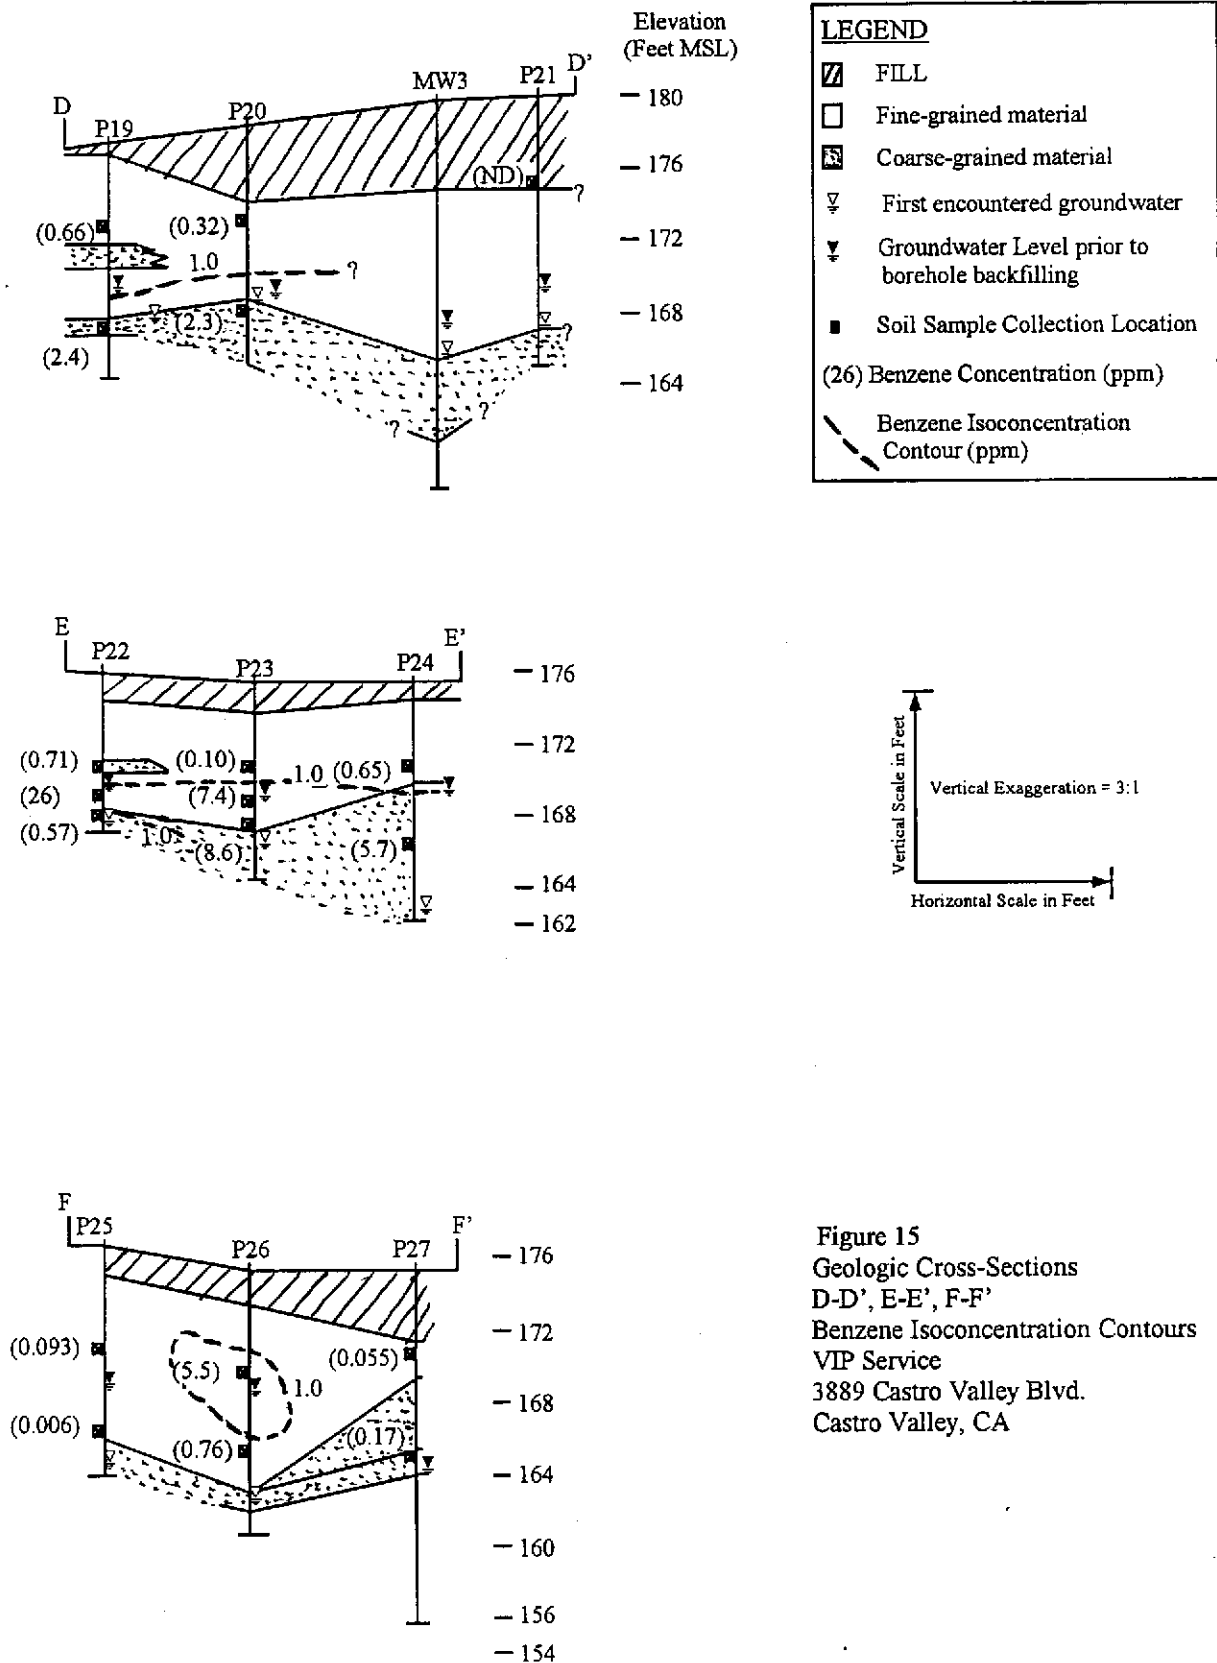 Elevation
(Feet MSL)
D
P19
P20
MW3
P21
D'
180
176
172
168
164
(0.66)
(0.32)
(ND)
?
1.0
?
(2.3)
(2.4)
?
?
?
LEGEND
FILL
Fine-grained material
Coarse-grained material
First encountered groundwater
Groundwater Level prior to
borehole backfilling
Soil Sample Collection Location
(26) Benzene Concentration (ppm)
Benzene Isoconcentration
Contour (ppm)
E
P22
P23
P24
E'
176
172
168
164
162
(0.71)
(0.10)
1.0
(0.65)
(26)
(7.4)
(0.57)
1.0
(8.6)
(5.7)
Vertical Scale in Feet
Vertical Exaggeration = 3:1
Horizontal Scale in Feet
F
P25
P26
P27
F'
176
172
168
164
160
156
154
(0.093)
(5.5)
(0.055)
1.0
(0.006)
(0.76)
(0.17)
Figure 15
Geologic Cross-Sections
D-D', E-E', F-F'
Benzene Isoconcentration Contours
VIP Service
3889 Castro Valley Blvd.
Castro Valley, CA